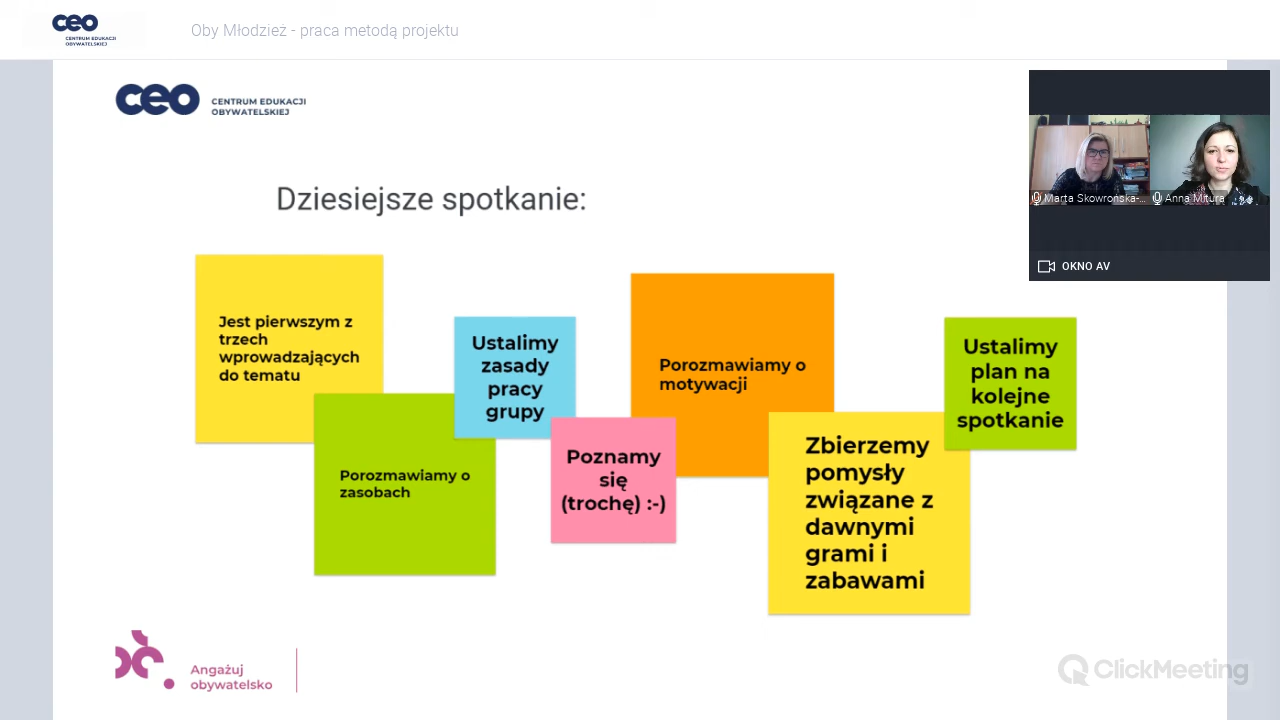 ceo
CENTRUM EDUKACJI
OBYWATELSKIEJ
Oby Młodzież - praca metodą projektu
ceo
CENTRUM EDUKACJI
OBYWATELSKIEJ
Marta Skowrońska-...
Anna Mitura
OKNO AV
Dziesiejsze spotkanie:
Jest pierwszym z
trzech
wprowadzających
do tematu
Porozmawiamy o
zasobach
Ustalimy
zasady
pracy
grupy
Poznamy
się
(trochę) :-)
Porozmawiamy o
motywacji
Zbierzemy
pomysły
związane z
dawnymi
grami i
zabawami
Ustalimy
plan na
kolejne
spotkanie
Angażuj
obywatelsko
ClickMeeting